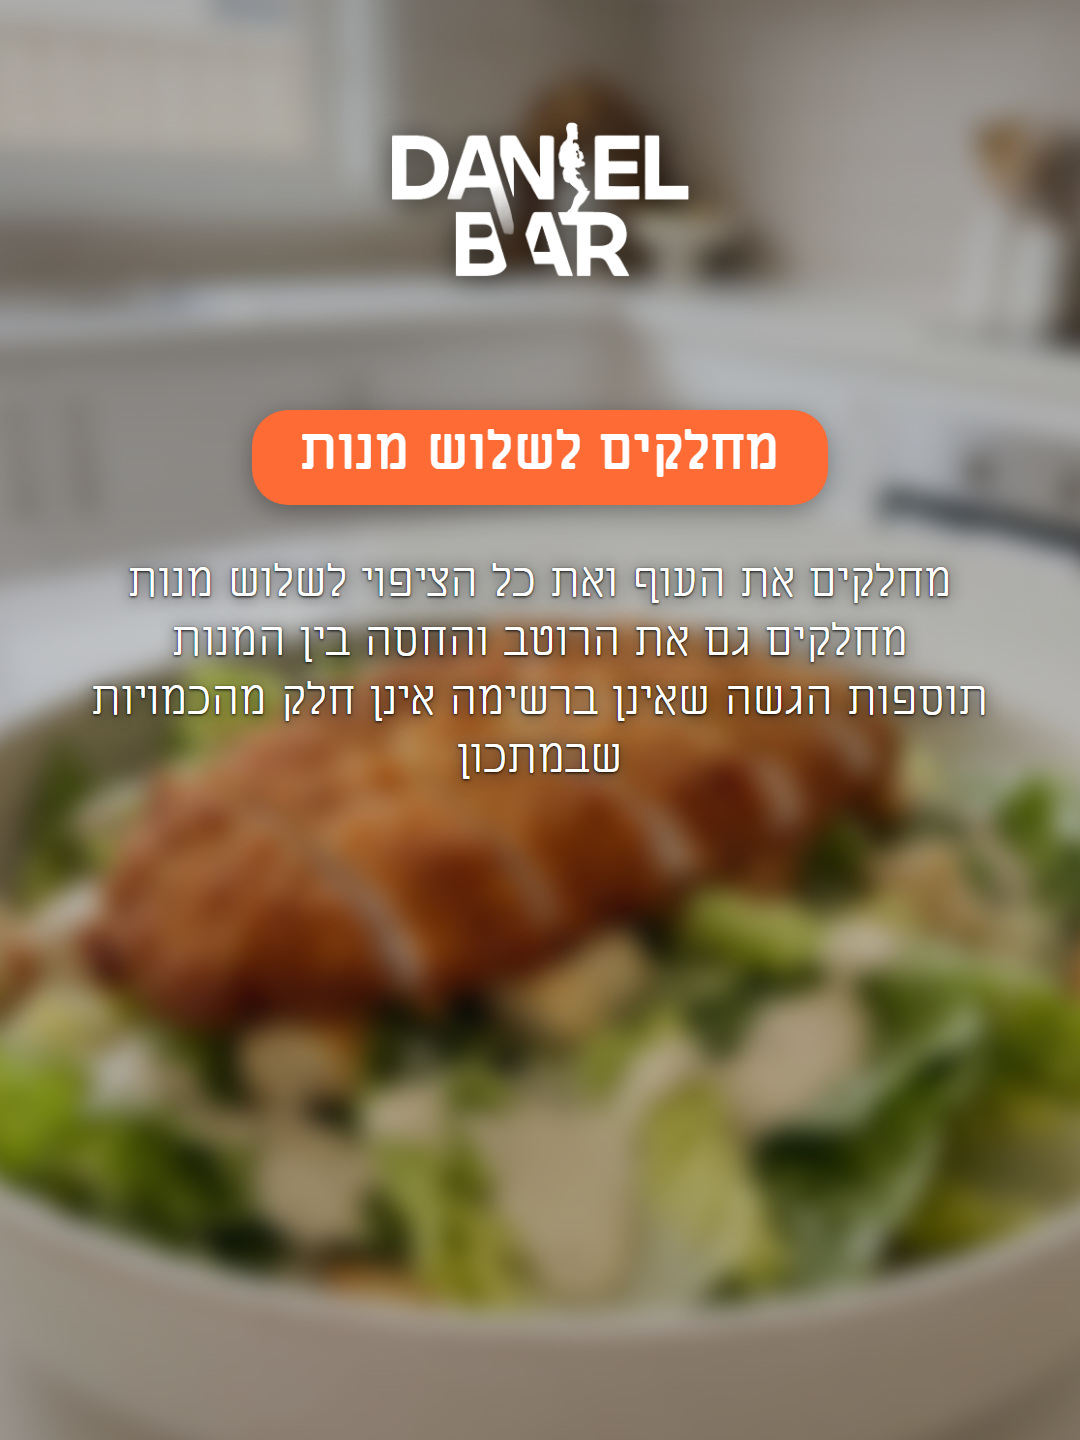 DANIEL
BAR
מחלקים לשלוש מנות
מחלקים את העוף ואת כל הציפוי לשלוש מנות
מחלקים גם את הרוטב והחסה בין המנות
תוספות הגשה שאינן ברשימה אינן חלק מהכמויות
שבמתכון